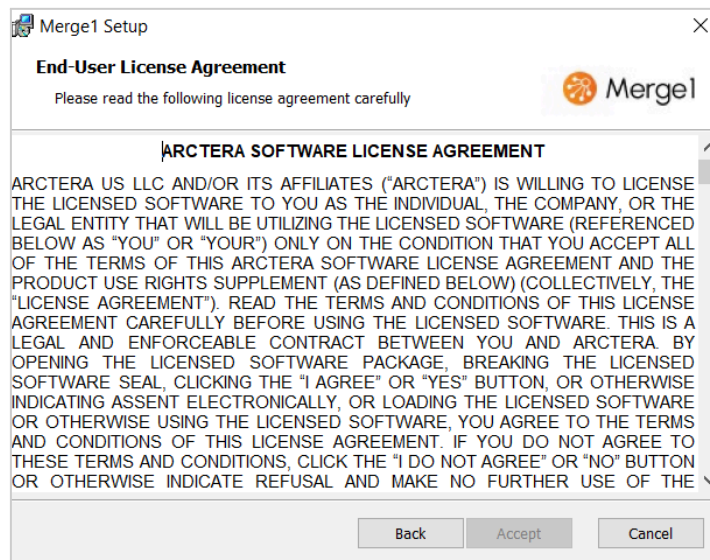 Merge1 Setup
End-User License Agreement
Please read the following license agreement carefully
Merge1
ARCTERA SOFTWARE LICENSE AGREEMENT
ARCTERA US LLC AND/OR ITS AFFILIATES (“ARCTERA”) IS WILLING TO LICENSE
THE LICENSED SOFTWARE TO YOU AS THE INDIVIDUAL, THE COMPANY, OR THE
LEGAL ENTITY THAT WILL BE UTILIZING THE LICENSED SOFTWARE (REFERENCED
BELOW AS “YOU” OR “YOUR”) ONLY ON THE CONDITION THAT YOU ACCEPT ALL
OF THE TERMS OF THIS ARCTERA SOFTWARE LICENSE AGREEMENT AND THE
PRODUCT USE RIGHTS SUPPLEMENT (AS DEFINED BELOW) (COLLECTIVELY, THE
“LICENSE AGREEMENT”). READ THE TERMS AND CONDITIONS OF THIS LICENSE
AGREEMENT CAREFULLY BEFORE USING THE LICENSED SOFTWARE. THIS IS A
LEGAL AND ENFORCEABLE CONTRACT BETWEEN YOU AND ARCTERA. BY
OPENING THE LICENSED SOFTWARE PACKAGE, BREAKING THE LICENSED
SOFTWARE SEAL, CLICKING THE “I AGREE” OR “YES” BUTTON, OR OTHERWISE
INDICATING ASSENT ELECTRONICALLY, OR LOADING THE LICENSED SOFTWARE
OR OTHERWISE USING THE LICENSED SOFTWARE, YOU AGREE TO THE TERMS
AND CONDITIONS OF THIS LICENSE AGREEMENT. IF YOU DO NOT AGREE TO
THESE TERMS AND CONDITIONS, CLICK THE “I DO NOT AGREE” OR “NO” BUTTON
OR OTHERWISE INDICATE REFUSAL AND MAKE NO FURTHER USE OF THE
Back
Accept
Cancel